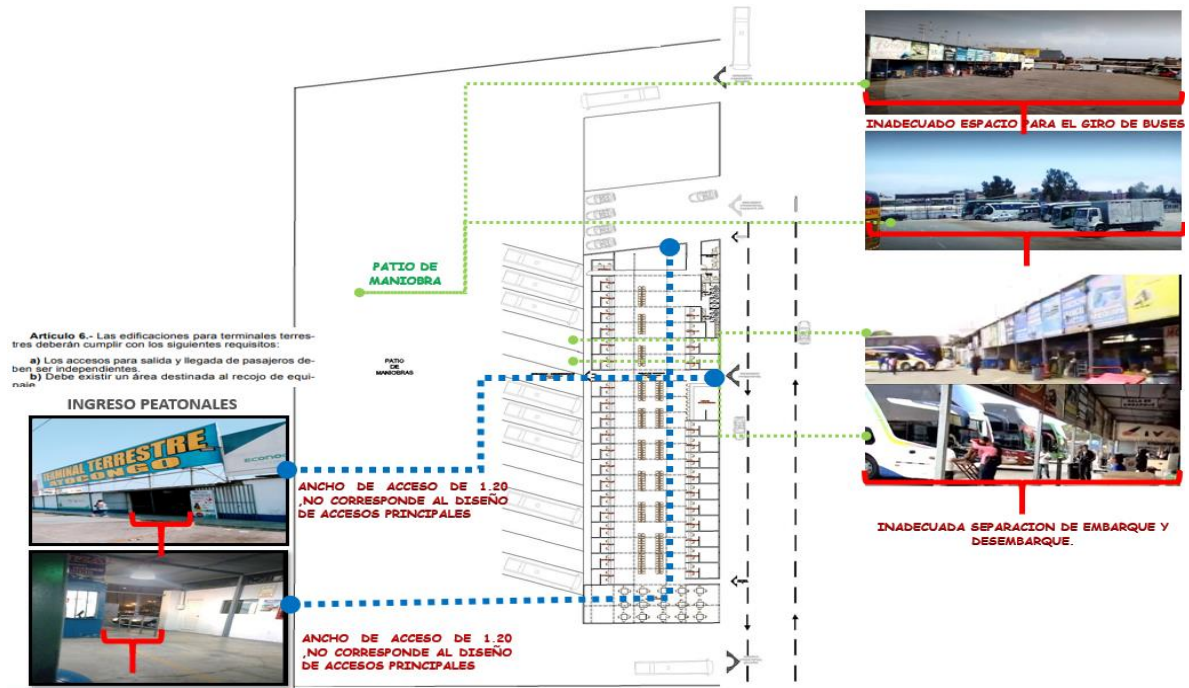 INADECUADO ESPACIO PARA EL GIRO DE BUSES
PATIO DE
MANIOBRA
Artículo 6.- Las edificaciones para terminales terres-
tres deberán cumplir con los siguientes requisitos:
a) Los accesos para salida y llegada de pasajeros de-
ben ser independientes.
b) Debe existir un área destinada al recojo de equi-
paje
PATIO
DE
MANIOBRAS
INGRESO PEATONALES
TERMINAL TERRESTRE
ATOCONGO
ANCHO DE ACCESO DE 1.20
,NO CORRESPONDE AL DISEÑO
DE ACCESOS PRINCIPALES
ANCHO DE ACCESO DE 1.20
,NO CORRESPONDE AL DISEÑO
DE ACCESOS PRINCIPALES
INADECUADA SEPARACION DE EMBARQUE Y
DESEMBARQUE.